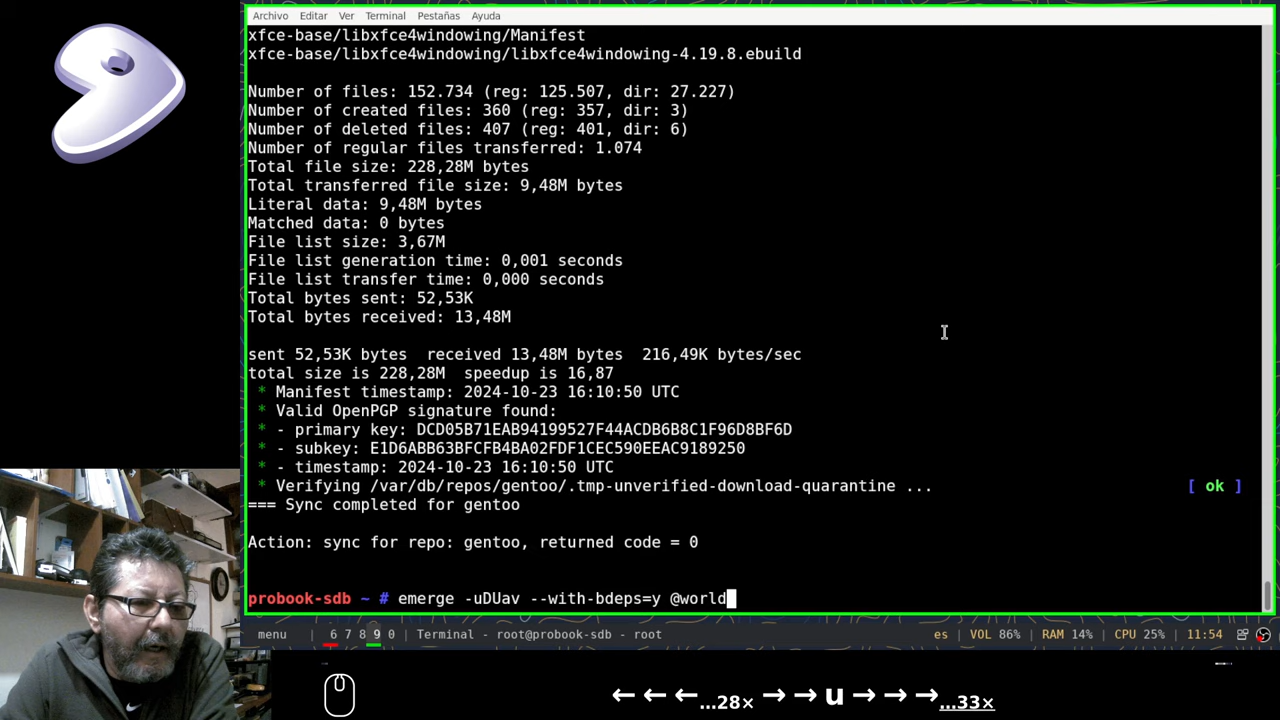 Archivo Editar Ver Terminal Pestañas Ayuda
xfce-base/libxfce4windowing/Manifest
xfce-base/libxfce4windowing/libxfce4windowing-4.19.8.ebuild
Number of files: 152.734 (reg: 125.507, dir: 27.227)
Number of created files: 360 (reg: 357, dir: 3)
Number of deleted files: 407 (reg: 401, dir: 6)
Number of regular files transferred: 1.074
Total file size: 228,28M bytes
Total transferred file size: 9,48M bytes
Literal data: 9,48M bytes
Matched data: 0 bytes
File list size: 3,67M
File list generation time: 0,001 seconds
File list transfer time: 0,000 seconds
Total bytes sent: 52,53K
Total bytes received: 13,48M
sent 52,53K bytes  received 13,48M bytes  216,49K bytes/sec
total size is 228,28M  speedup is 16,87
* Manifest timestamp: 2024-10-23 16:10:50 UTC
* Valid OpenPGP signature found:
* - primary key: DCD05B71EAB94199527F44ACDB6B8C1F96D8BF6D
* - subkey: E1D6ABB63BFCFB4BA02FDF1CEC590EEAC9189250
* - timestamp: 2024-10-23 16:10:50 UTC
* Verifying /var/db/repos/gentoo/.tmp-unverified-download-quarantine ... [ ok ]
=== Sync completed for gentoo
Action: sync for repo: gentoo, returned code = 0
probook-sdb ~ # emerge -uDUav --with-bdeps=y @world
menu | 6 7 8 9 0 | Terminal - root@probook-sdb - root es | VOL 86% | RAM 14% | CPU 25% | 11:54
←←←...28×→→u→→→...33×